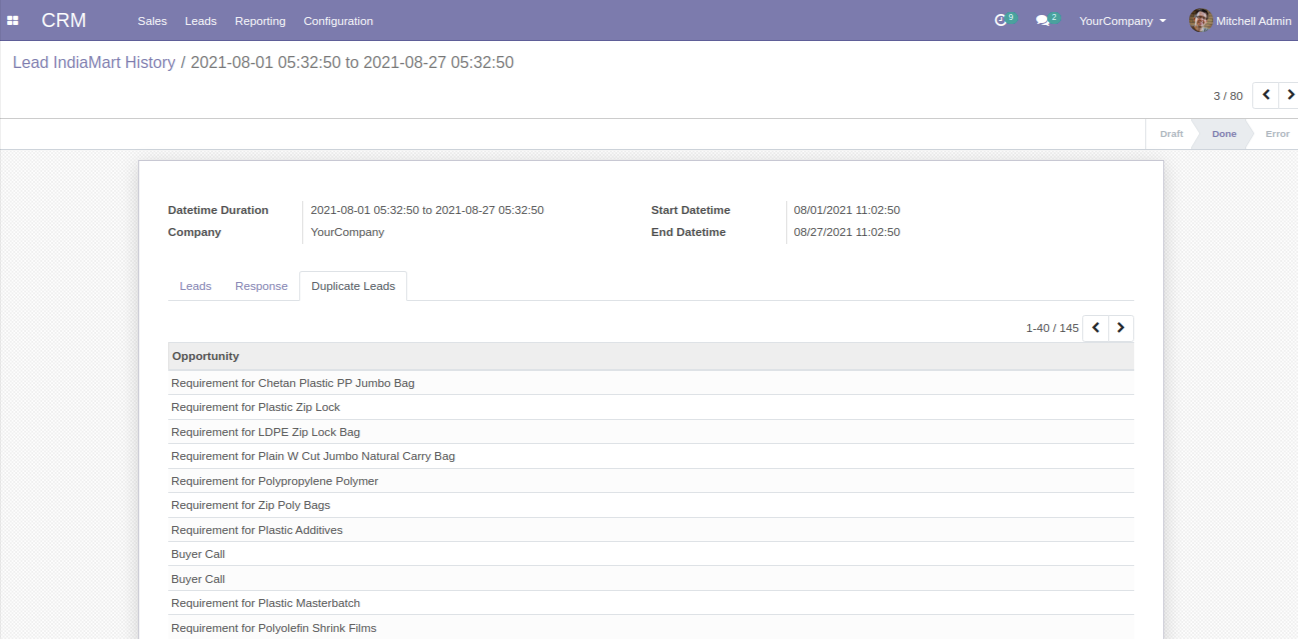 CRM Sales Leads Reporting Configuration 9 2 YourCompany Mitchell Admin
Lead IndiaMart History / 2021-08-01 05:32:50 to 2021-08-27 05:32:50
3 / 80
Draft Done Error
Datetime Duration 2021-08-01 05:32:50 to 2021-08-27 05:32:50 Start Datetime 08/01/2021 11:02:50
Company YourCompany End Datetime 08/27/2021 11:02:50
Leads Response Duplicate Leads
1-40 / 145
Opportunity
Requirement for Chetan Plastic PP Jumbo Bag
Requirement for Plastic Zip Lock
Requirement for LDPE Zip Lock Bag
Requirement for Plain W Cut Jumbo Natural Carry Bag
Requirement for Polypropylene Polymer
Requirement for Zip Poly Bags
Requirement for Plastic Additives
Buyer Call
Buyer Call
Requirement for Plastic Masterbatch
Requirement for Polyolefin Shrink Films